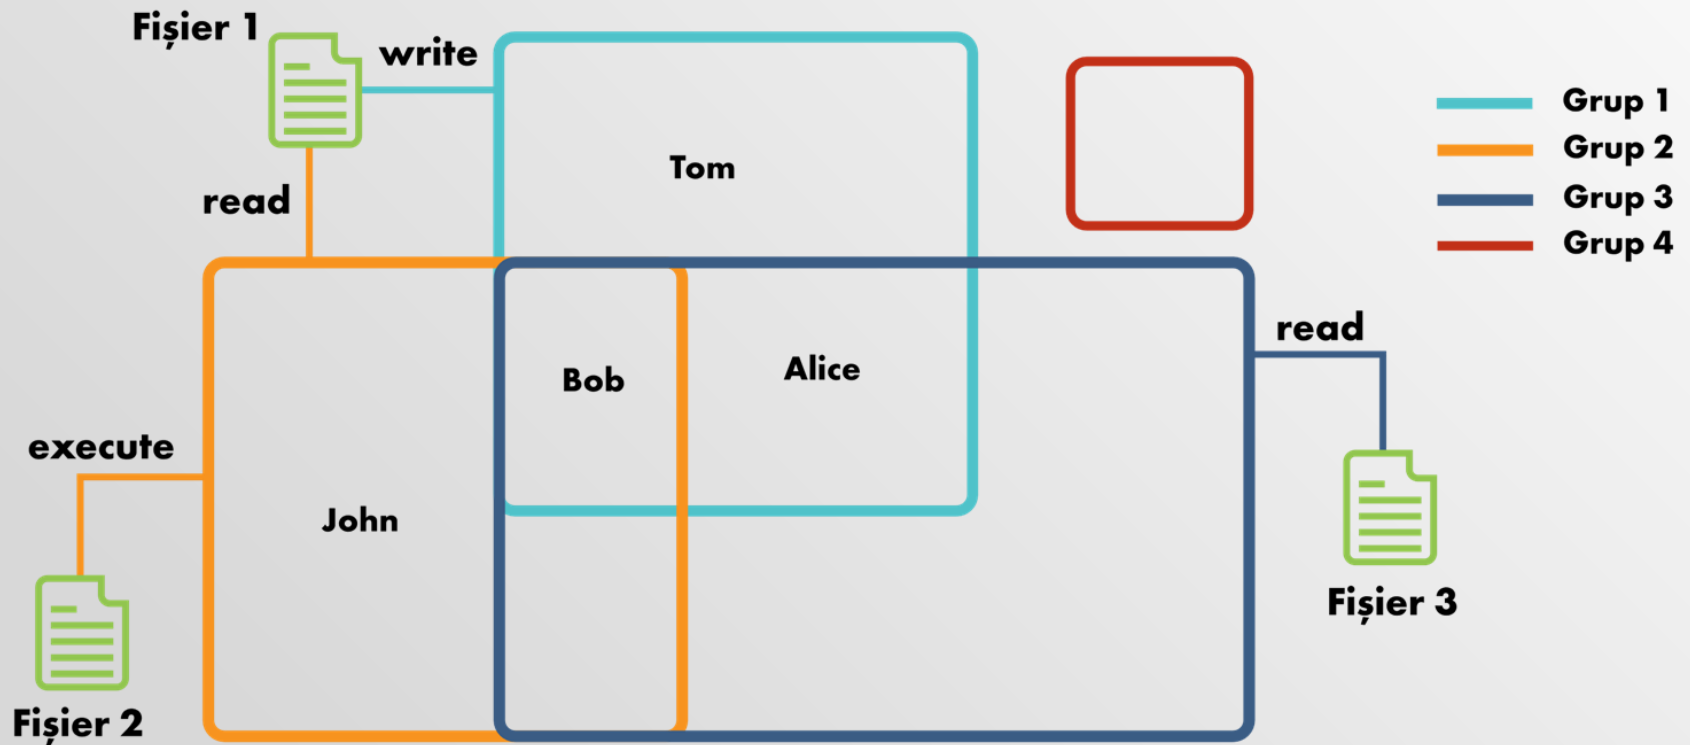 Fișier 1
write
read
Tom
Grup 1
Grup 2
Grup 3
Grup 4
Bob
Alice
read
execute
John
Fișier 2
Fișier 3